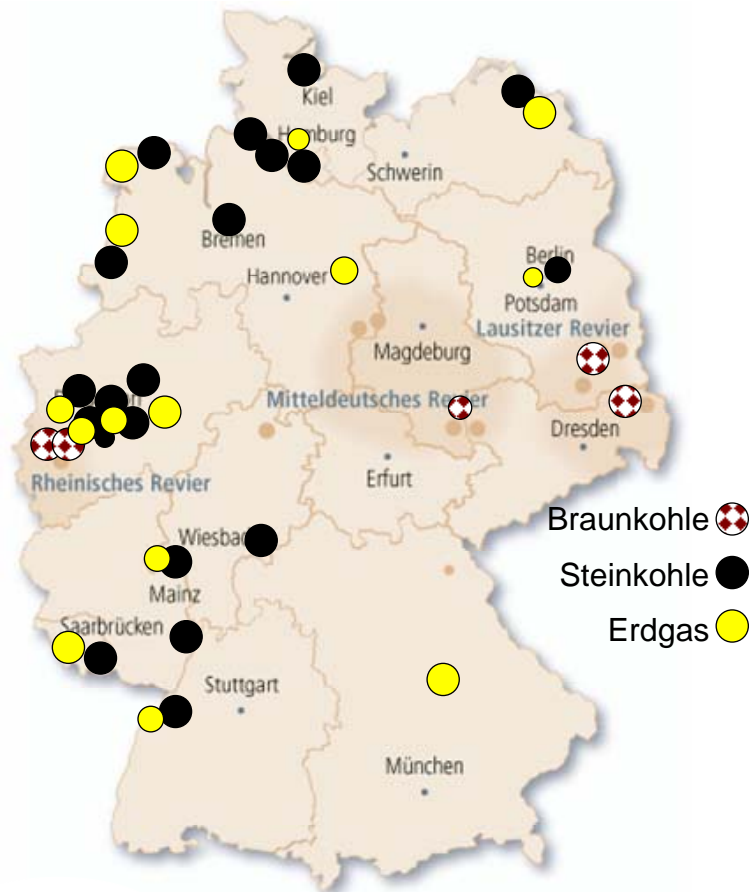 Kiel
Hamburg
Schwerin
Bremen
Berlin
Hannover
Potsdam
Lausitzer Revier
Magdeburg
Mitteldeutsches Revier
Dresden
Erfurt
Rheinisches Revier
Braunkohle
Wiesbad
Steinkohle
Mainz
Saarbrücken
Erdgas
Stuttgart
München